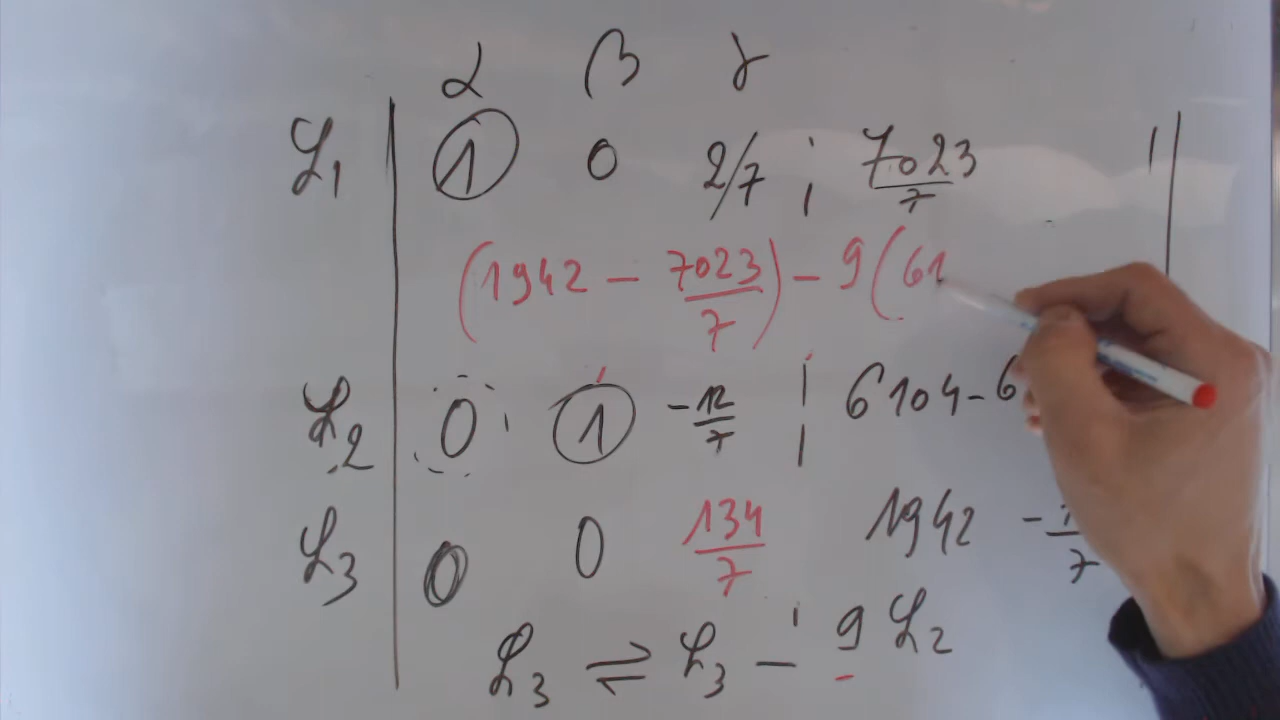 α β γ
L1 1 0 2/7 ¦ 7023/7
(1942 - 7023/7) - 9(61
L2 0 1 -12/7 ¦ 6104-6
L3 0 0 134/7 1942 -
L3 ⇌ L3 - 9 L2